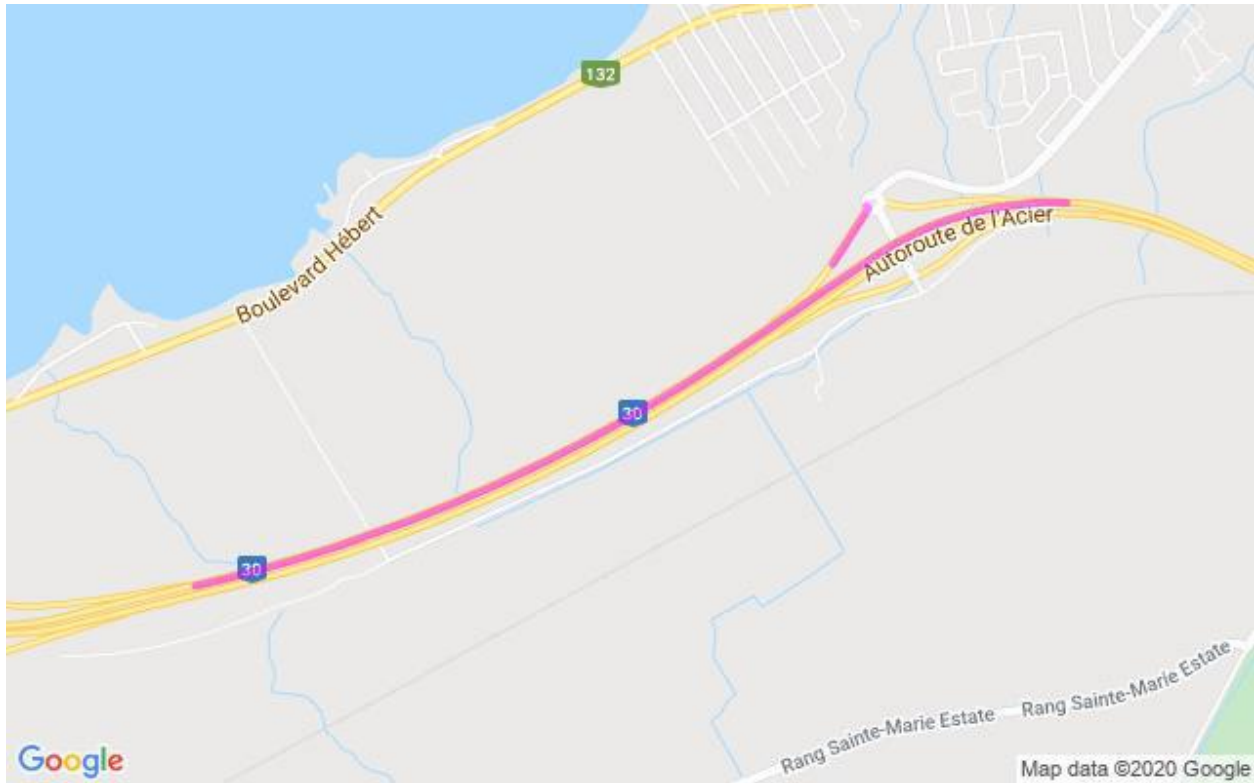 132
Boulevard Hébert
Autoroute de l'Acier
30
30
Rang Sainte-Marie Estate
Rang Sainte-Marie Estate
Google
Map data ©2020 Google